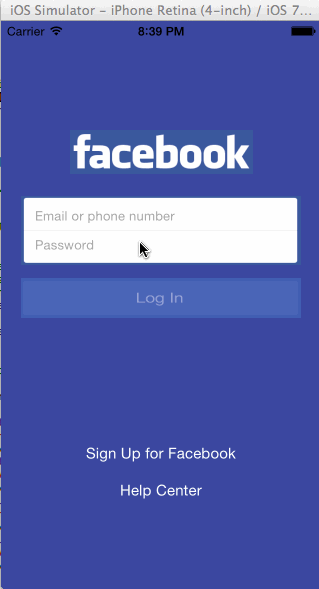 iOS Simulator - iPhone Retina (4-inch) / iOS 7...
Carrier 8:39 PM
facebook
Email or phone number
Password
Log In
Sign Up for Facebook
Help Center